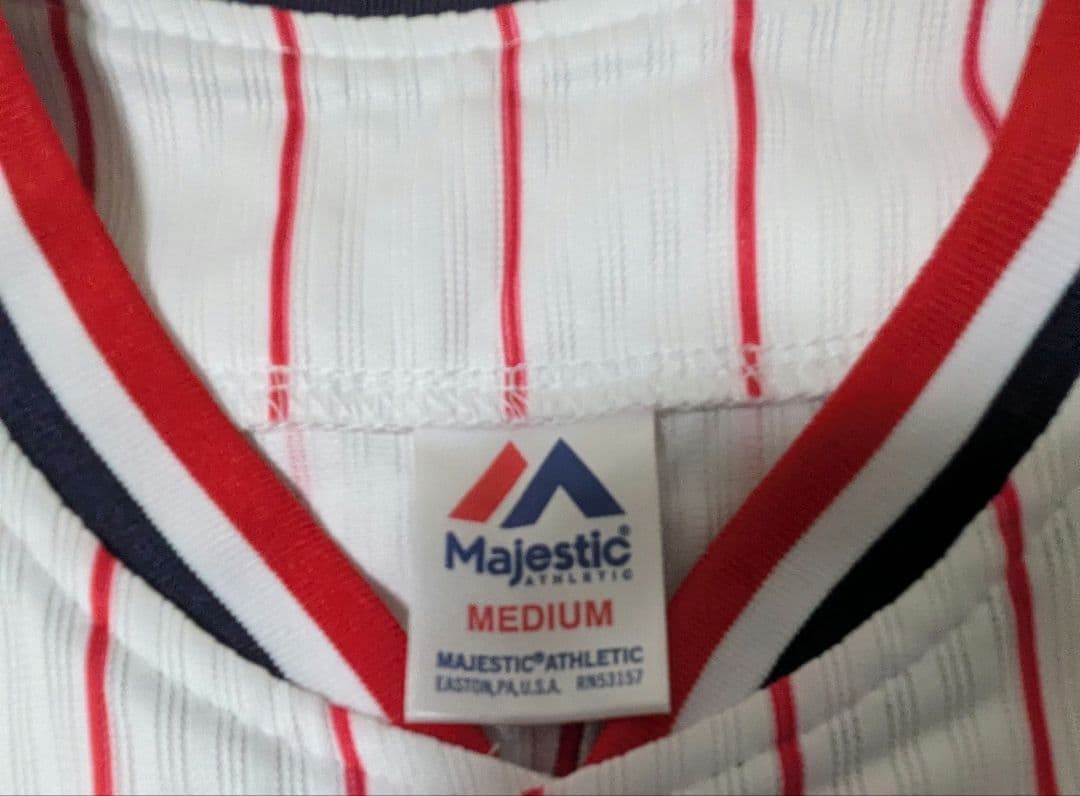 Majestic®
ATHLETIC
MEDIUM
MAJESTIC® ATHLETIC
EASTON, PA, U.S.A. RN53157